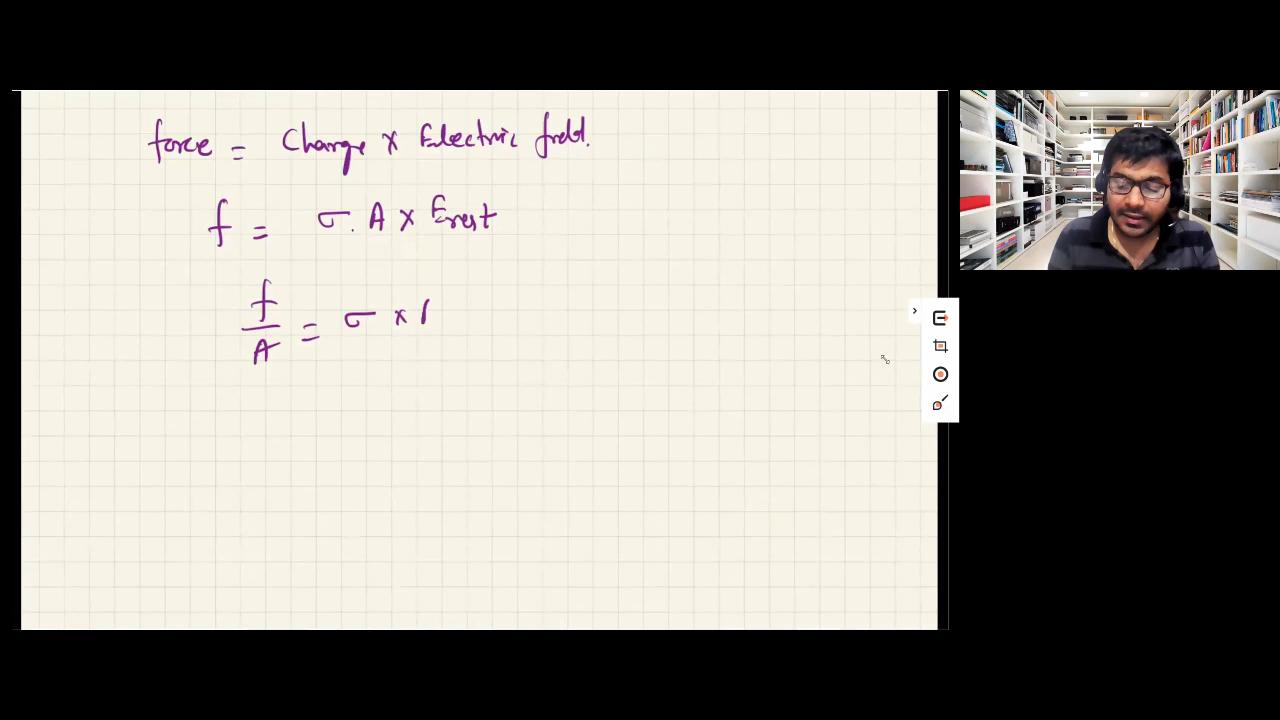 force = Charge x Electric field.
f = σ. A x Erest
f/A = σ x